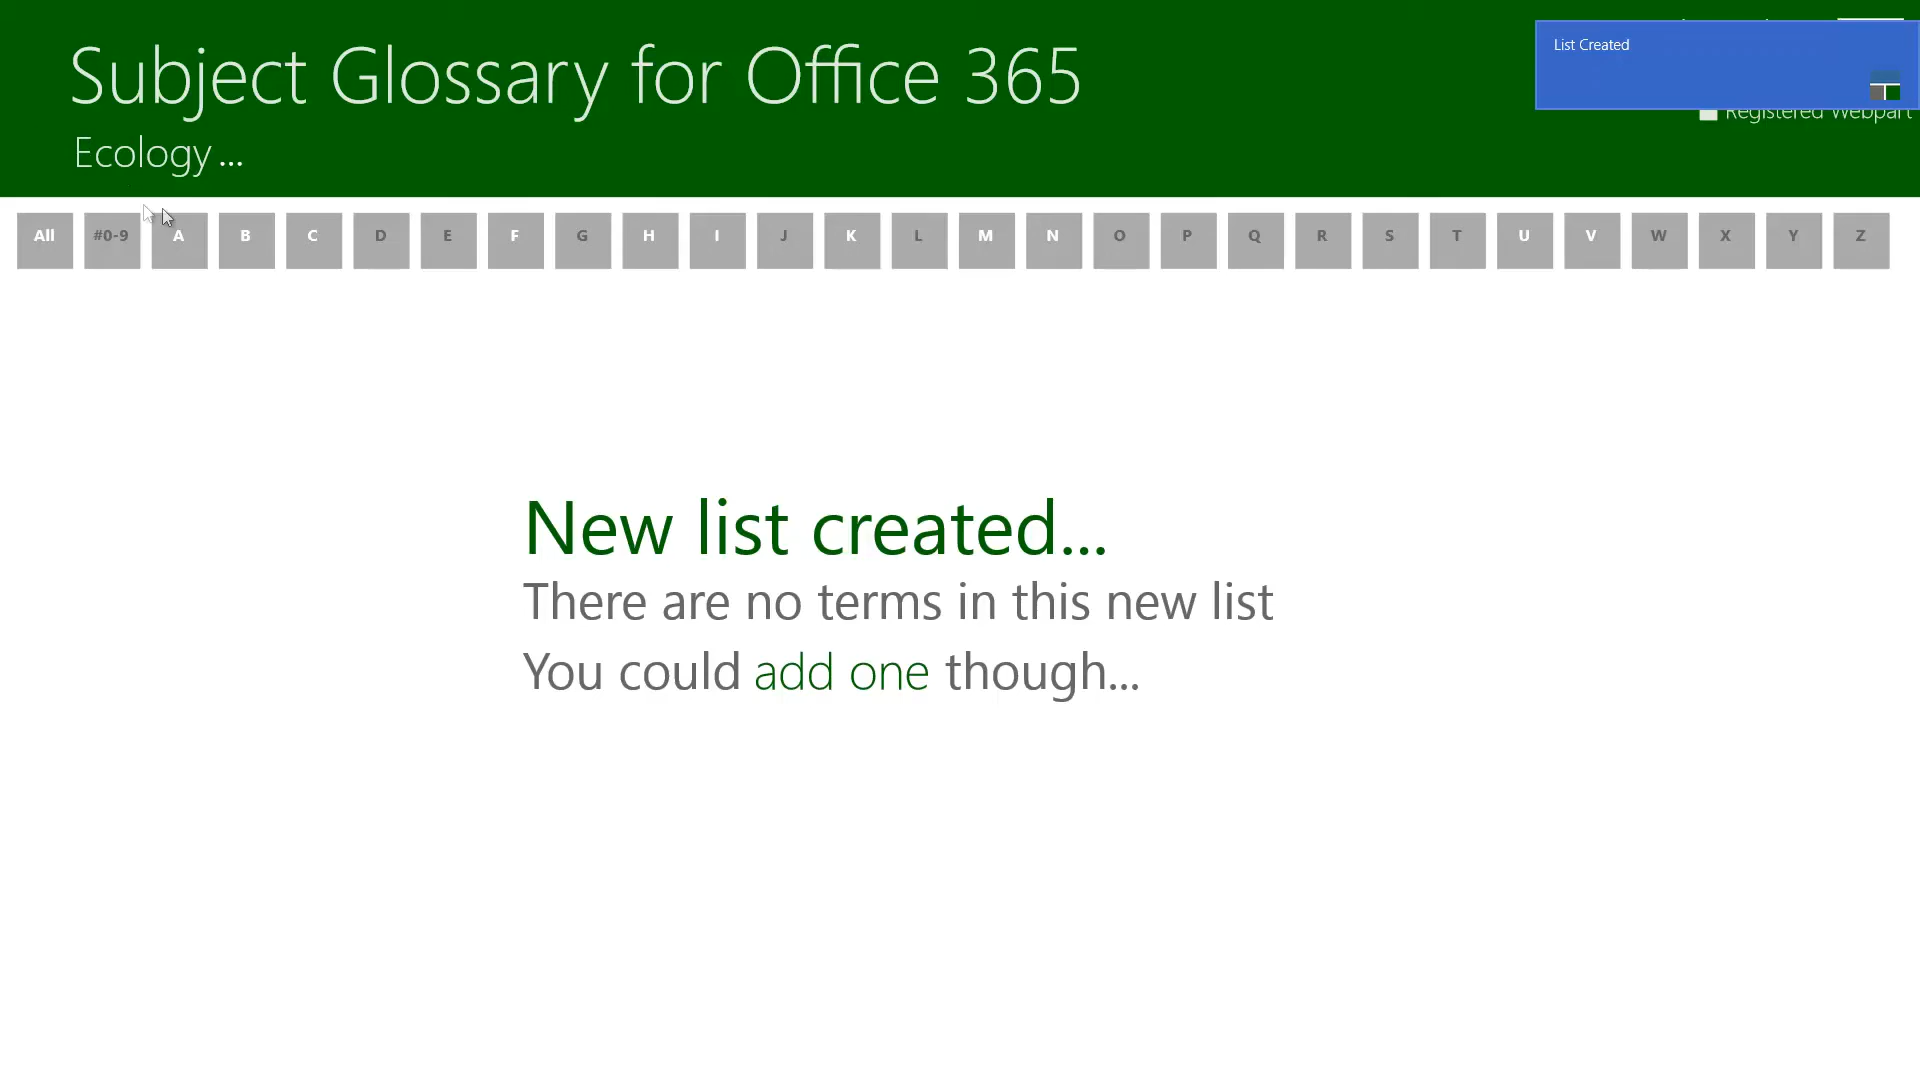 Subject Glossary for Office 365
List Created
Registered Webpart
Ecology ...
All #0-9 A B C D E F G H I J K L M N O P Q R S T U V W X Y Z
New list created...
There are no terms in this new list
You could add one though...